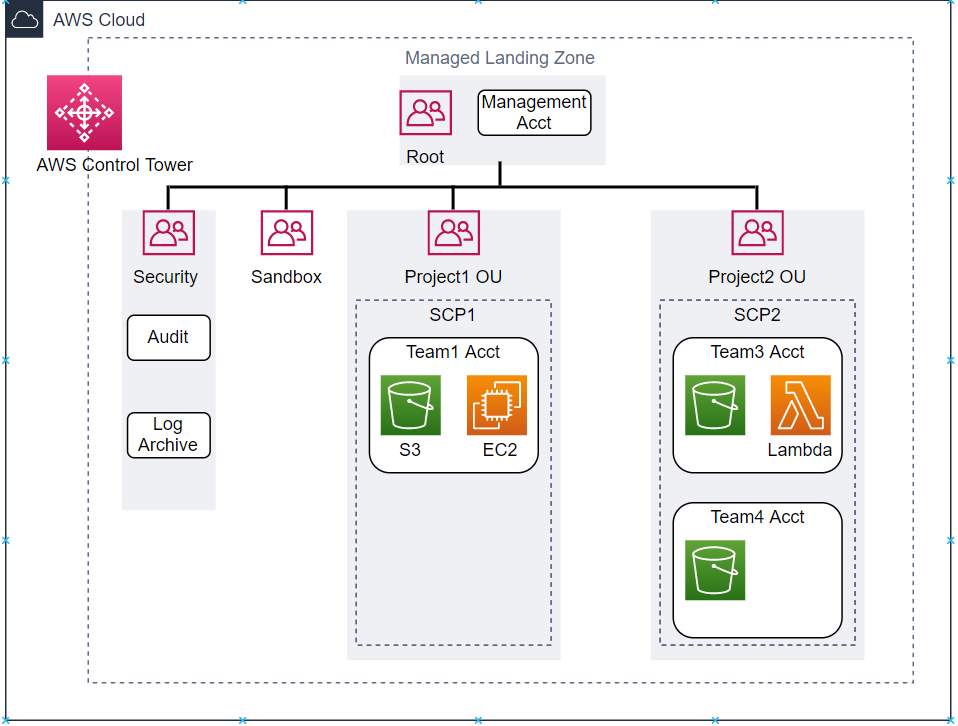 AWS Cloud
Managed Landing Zone
Management
Acct
Root
AWS Control Tower
Security
Sandbox
Project1 OU
Project2 OU
Audit
Log
Archive
SCP1
Team1 Acct
S3
EC2
SCP2
Team3 Acct
Lambda
Team4 Acct